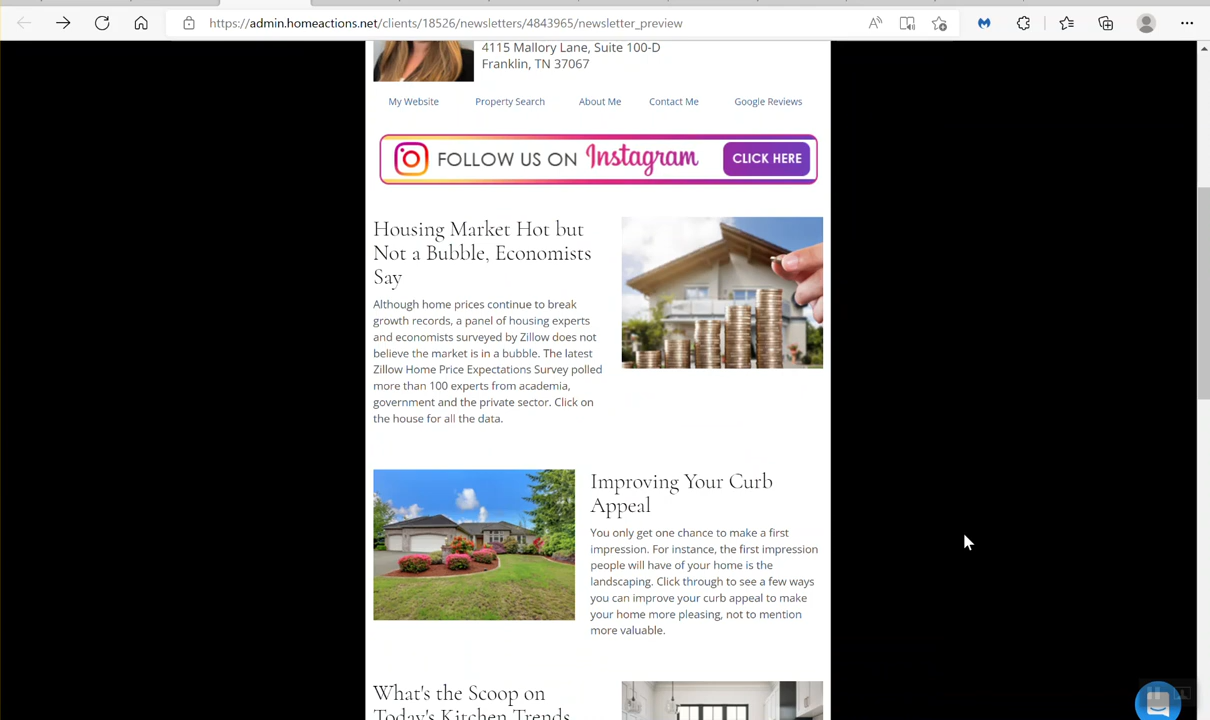 https://admin.homeactions.net/clients/18526/newsletters/4843965/newsletter_preview
4115 Mallory Lane, Suite 100-D
Franklin, TN 37067
My Website Property Search About Me Contact Me Google Reviews
FOLLOW US ON Instagram CLICK HERE
Housing Market Hot but
Not a Bubble, Economists
Say
Although home prices continue to break
growth records, a panel of housing experts
and economists surveyed by Zillow does not
believe the market is in a bubble. The latest
Zillow Home Price Expectations Survey polled
more than 100 experts from academia,
government and the private sector. Click on
the house for all the data.
Improving Your Curb
Appeal
You only get one chance to make a first
impression. For instance, the first impression
people will have of your home is the
landscaping. Click through to see a few ways
you can improve your curb appeal to make
your home more pleasing, not to mention
more valuable.
What's the Scoop on
Today's Kitchen Trends